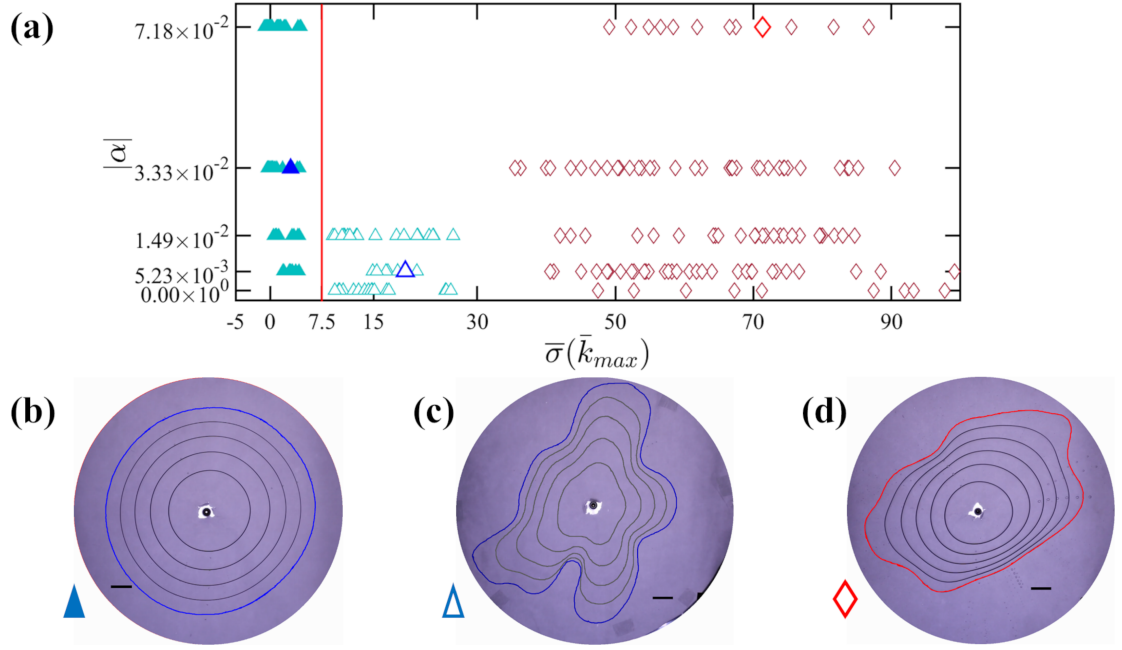 (a)
|α|
7.18×10⁻²
3.33×10⁻²
1.49×10⁻²
5.23×10⁻³
0.00×10⁰
-5 0 7.5 15 30 50 70 90
σ̅(k̄ₘₐₓ)
(b) (c) (d)